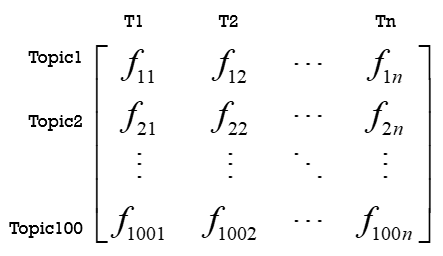 T1 T2 Tn
Topic1 f11 f12 ⋯ f1n
Topic2 f21 f22 ⋯ f2n
⋮ ⋮ ⋱ ⋮
Topic100 f1001 f1002 ⋯ f100n